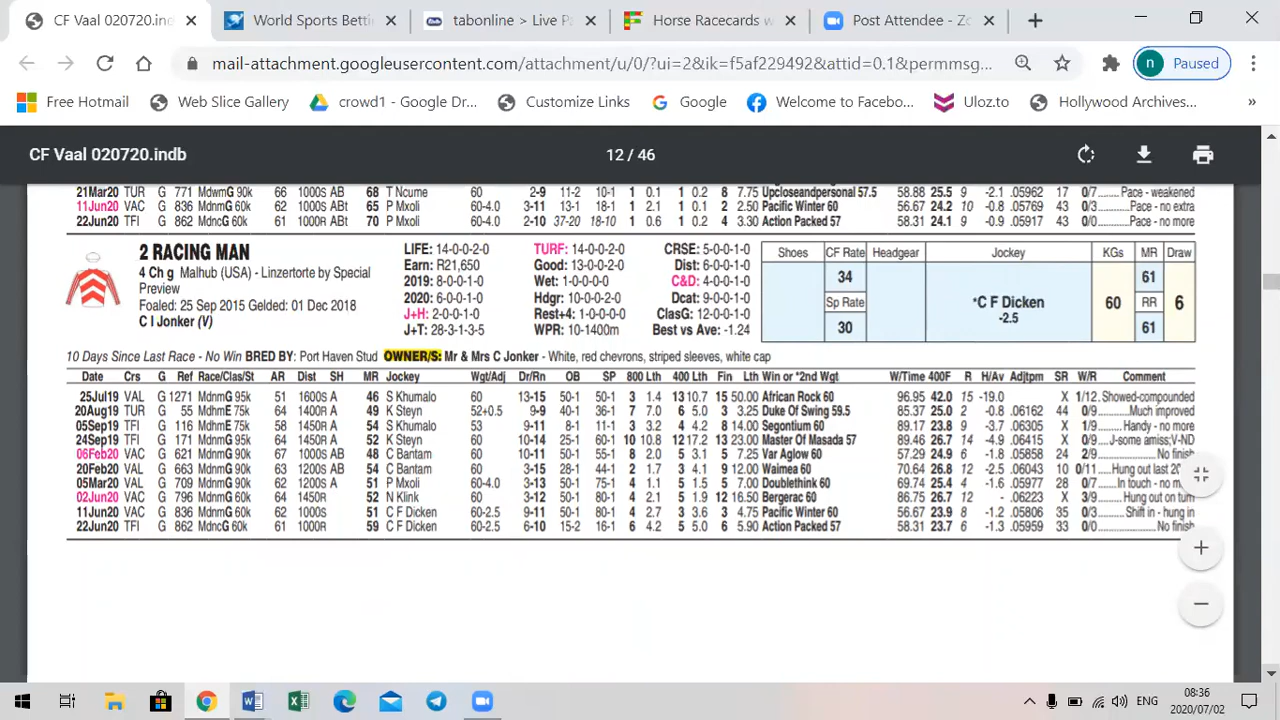 CF Vaal 020720.ind
World Sports Betti
tabonline > Live P
Horse Racecards w
Post Attendee - Zo
mail-attachment.googleusercontent.com/attachment/u/0/?ui=2&ik=f5af229492&attid=0.1&permmsg...
n Paused
Free Hotmail
Web Slice Gallery
crowd1 - Google Dr...
Customize Links
Google
Welcome to Facebo...
Uloz.to
Hollywood Archives...
»
CF Vaal 020720.indb
12 / 46
21Mar20 TUR G 771 MdwmG 90k 66 1000S ABt 68 T Ncume 60 2-9 11-2 10-1 1 0.1 1 0.2 8 7.75 Upcloseandpersonal 57.5 58.88 25.5 9 -2.1 .05962 17 0/7 Pace - weakened
11Jun20 VAC G 796 MdnmG 60k 62 1000R ABt 65 P Mxoli 60-4.0 3-11 13-1 18-1 1 2.1 1 0.1 2 2.50 Pacific Winter 60 56.67 24.2 10 -0.8 .05769 43 0/3 Pace - no extra
22Jun20 TFI G 862 MdncG 60k 61 1000R ABt 70 P Mxoli 60-4.0 2-10 37-20 18-10 1 0.6 1 0.2 4 3.30 Action Packed 57 58.31 24.1 9 -0.9 .05917 43 0/0 Pace - no more
2 RACING MAN
4 Ch g Malhub (USA) - Linzertorte by Special
Preview
Foaled: 25 Sep 2015 Gelded: 01 Dec 2018
C I Jonker (V)
LIFE: 14-0-0-2-0 TURF: 14-0-0-2-0 CRSE: 5-0-0-1-0
Earn: R21,650 Good: 13-0-0-2-0 Dist: 6-0-0-1-0
2019: 8-0-0-1-0 Wet: 1-0-0-0-0 C&D: 4-0-0-1-0
2020: 6-0-0-1-0 Hdgr: 10-0-0-2-0 Dcat: 9-0-0-1-0
J+H: 2-0-0-1-0 Rest+4: 1-0-0-0-0 ClasG: 12-0-0-1-0
J+T: 28-3-1-3-5 WPR: 10-1400m Best vs Ave: -1.24
Shoes CF Rate Headgear Jockey KGs MR Draw
34 61
Sp Rate *C F Dicken 60 RR 6
-2.5
30 61
10 Days Since Last Race - No Win BRED BY: Port Haven Stud OWNER/S: Mr & Mrs C Jonker - White, red chevrons, striped sleeves, white cap
Date Crs G Ref Race/Clas/St AR Dist SH MR Jockey Wgt/Adj Dr/Rn OB SP 800 Lth 400 Lth Fin Lth Win or *2nd Wgt W/Time 400F R H/Av Adjtpm SR W/R Comment
25Jul19 VAL G 1271 MdnmG 95k 51 1600S A 46 S Khumalo 60 13-15 50-1 50-1 3 1.4 13 10.7 15 50.00 African Rock 60 96.95 42.0 15 -19.0 X 1/12 Showed-compounded
20Aug19 TUR G 55 MdhmE 75k 64 1400R A 49 K Steyn 52+0.5 9-9 40-1 36-1 7 7.0 6 5.0 3 3.25 Duke Of Swing 59.5 85.37 25.0 2 -0.8 .06162 44 0/9 Much improved
05Sep19 TFI G 116 MdhmE 75k 58 1450R A 54 S Khumalo 53 9-11 8-1 11-1 3 3.2 4 4.2 8 14.00 Segontium 60 89.17 23.8 9 -3.7 .06305 X 1/9 Handy - no more
24Sep19 TFI G 171 MdnmG 95k 64 1450R A 52 K Steyn 60 10-14 25-1 60-1 10 10.8 12 17.2 13 23.00 Master Of Masada 57 89.46 26.7 14 -4.9 .06415 X 0/9 J-some amiss;V-ND
06Feb20 VAC G 621 MdnmG 90k 67 1000S AB 48 C Bantam 60 10-11 50-1 55-1 8 2.0 5 3.1 5 7.25 Var Aglow 60 57.29 24.9 6 -1.8 .05858 24 2/9 No finish
20Feb20 VAL G 663 MdnmG 90k 63 1200S AB 54 C Bantam 60 3-15 28-1 44-1 2 1.7 3 4.1 9 12.00 Waimea 60 70.64 26.8 12 -2.5 .06043 10 0/11 Hung out last 20
05Mar20 VAL G 709 MdnmG 90k 62 1200S A 51 P Mxoli 60-4.0 3-13 50-1 75-1 4 1.1 5 1.5 5 7.00 Doublethink 60 69.74 25.4 4 -1.6 .05977 28 0/7 In touch - no m
02Jun20 VAC G 796 MdnmG 60k 64 1450R 52 N Klink 60 3-12 50-1 80-1 4 2.1 5 1.9 12 16.50 Bergerac 60 86.75 26.7 12 - .06223 X 3/9 Hung out on turn
11Jun20 VAC G 837 MdnmG 60k 62 1000S 51 C F Dicken 60-2.5 9-11 50-1 80-1 4 2.7 3 3.6 3 4.75 Pacific Winter 60 56.67 23.9 8 -1.2 .05806 35 0/3 Shift in - hung in
22Jun20 TFI G 862 MdncG 60k 61 1000R 59 C F Dicken 60-2.5 6-10 15-2 16-1 6 4.2 5 5.0 6 5.90 Action Packed 57 58.31 23.7 6 -1.3 .05959 33 0/0 No finish
ENG
08:36
2020/07/02